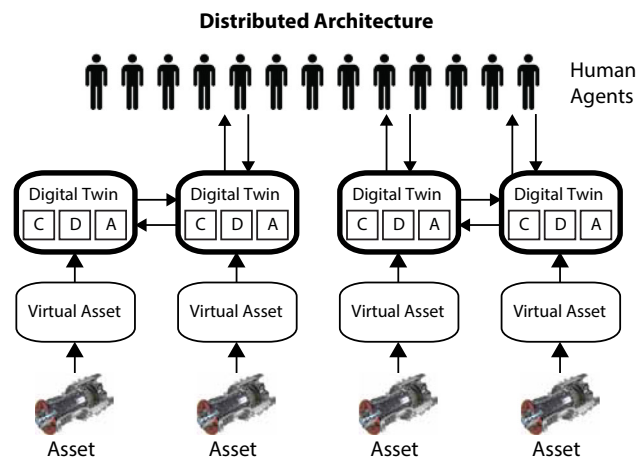 Distributed Architecture
Human
Agents
Digital Twin
C D A
Digital Twin
C D A
Digital Twin
C D A
Digital Twin
C D A
Virtual Asset
Virtual Asset
Virtual Asset
Virtual Asset
Asset
Asset
Asset
Asset